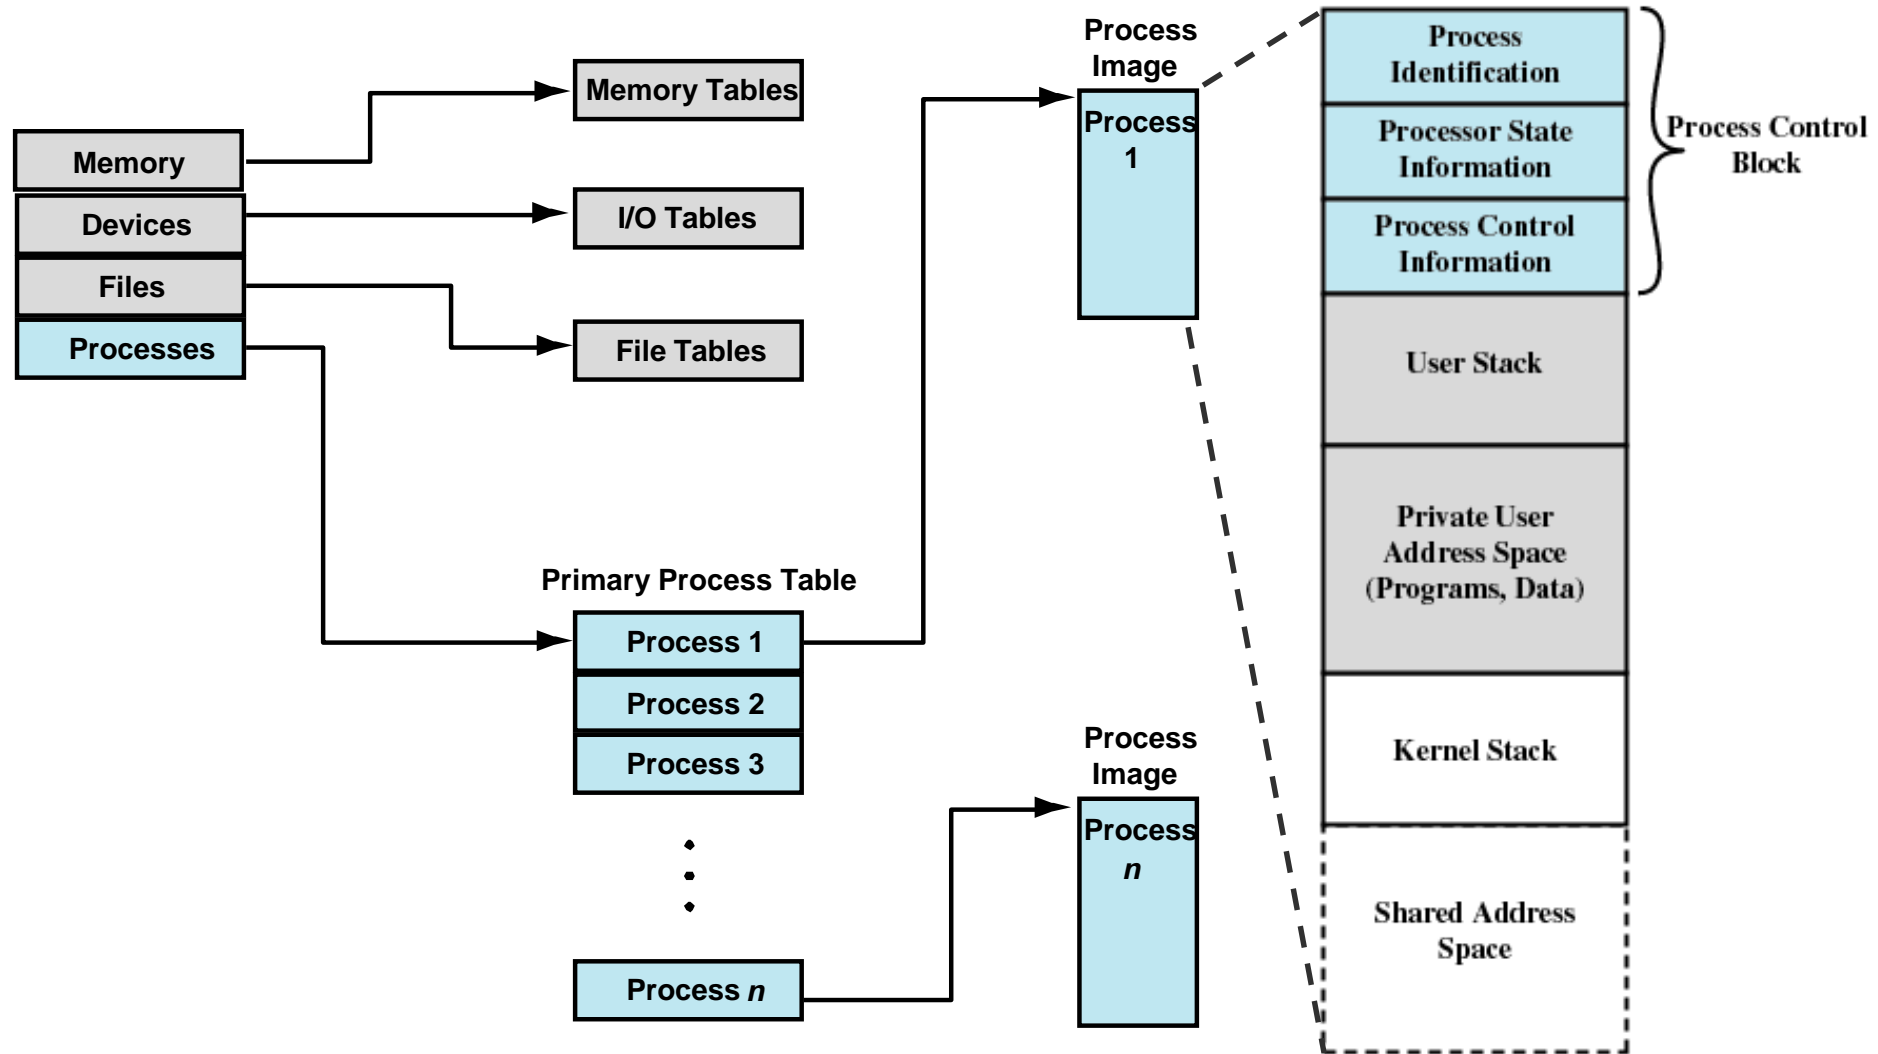 Memory
Devices
Files
Processes
Memory Tables
I/O Tables
File Tables
Primary Process Table
Process 1
Process 2
Process 3
Process n
Process
Image
Process
1
Process
Image
Process
n
Process
Identification
Processor State
Information
Process Control
Information
User Stack
Private User
Address Space
(Programs, Data)
Kernel Stack
Shared Address
Space
Process Control
Block